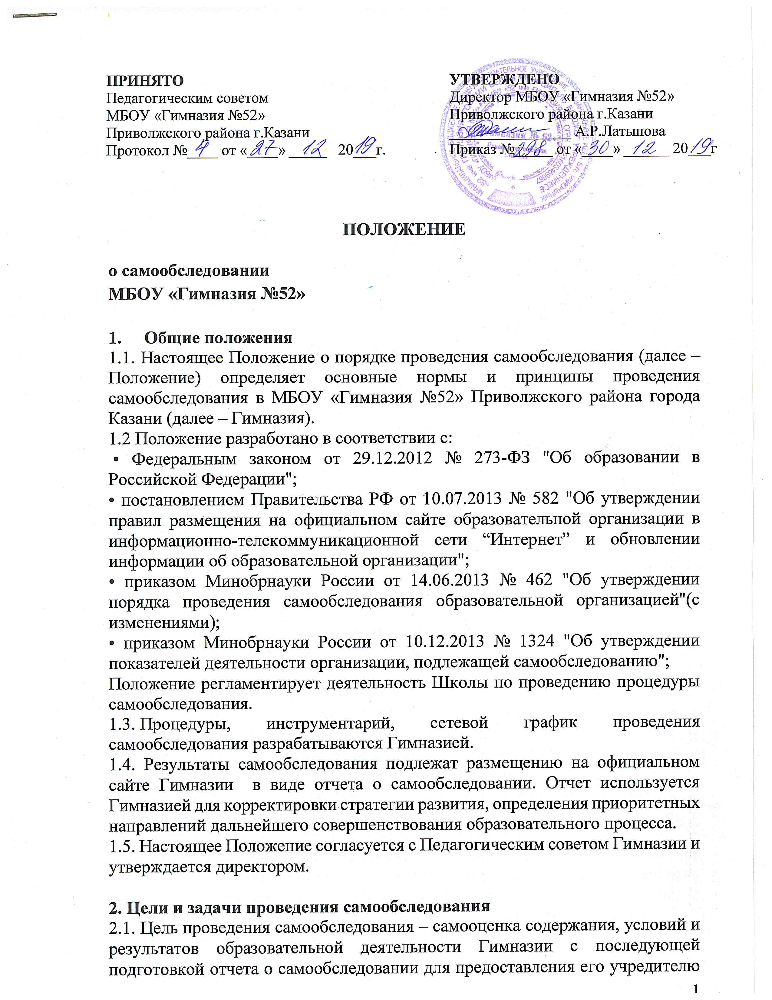 ПРИНЯТО
Педагогическим советом
МБОУ «Гимназия №52»
Приволжского района г.Казани
Протокол № 4 от «27» 12 2019г.
УТВЕРЖДЕНО
Директор МБОУ «Гимназия №52»
Приволжского района г.Казани
А.Р.Латыпова
Приказ №298 от «30» 12 2019г
ПОЛОЖЕНИЕ
о самообследовании
МБОУ «Гимназия №52»
1. Общие положения
1.1. Настоящее Положение о порядке проведения самообследования (далее –
Положение) определяет основные нормы и принципы проведения
самообследования в МБОУ «Гимназия №52» Приволжского района города
Казани (далее – Гимназия).
1.2 Положение разработано в соответствии с:
• Федеральным законом от 29.12.2012 № 273-ФЗ "Об образовании в
Российской Федерации";
• постановлением Правительства РФ от 10.07.2013 № 582 "Об утверждении
правил размещения на официальном сайте образовательной организации в
информационно-телекоммуникационной сети “Интернет” и обновлении
информации об образовательной организации";
• приказом Минобрнауки России от 14.06.2013 № 462 "Об утверждении
порядка проведения самообследования образовательной организацией"(с
изменениями);
• приказом Минобрнауки России от 10.12.2013 № 1324 "Об утверждении
показателей деятельности организации, подлежащей самообследованию";
Положение регламентирует деятельность Школы по проведению процедуры
самообследования.
1.3. Процедуры, инструментарий, сетевой график проведения
самообследования разрабатываются Гимназией.
1.4. Результаты самообследования подлежат размещению на официальном
сайте Гимназии в виде отчета о самообследовании. Отчет используется
Гимназией для корректировки стратегии развития, определения приоритетных
направлений дальнейшего совершенствования образовательного процесса.
1.5. Настоящее Положение согласуется с Педагогическим советом Гимназии и
утверждается директором.
2. Цели и задачи проведения самообследования
2.1. Цель проведения самообследования – самооценка содержания, условий и
результатов образовательной деятельности Гимназии с последующей
подготовкой отчета о самообследовании для предоставления его учредителю
1